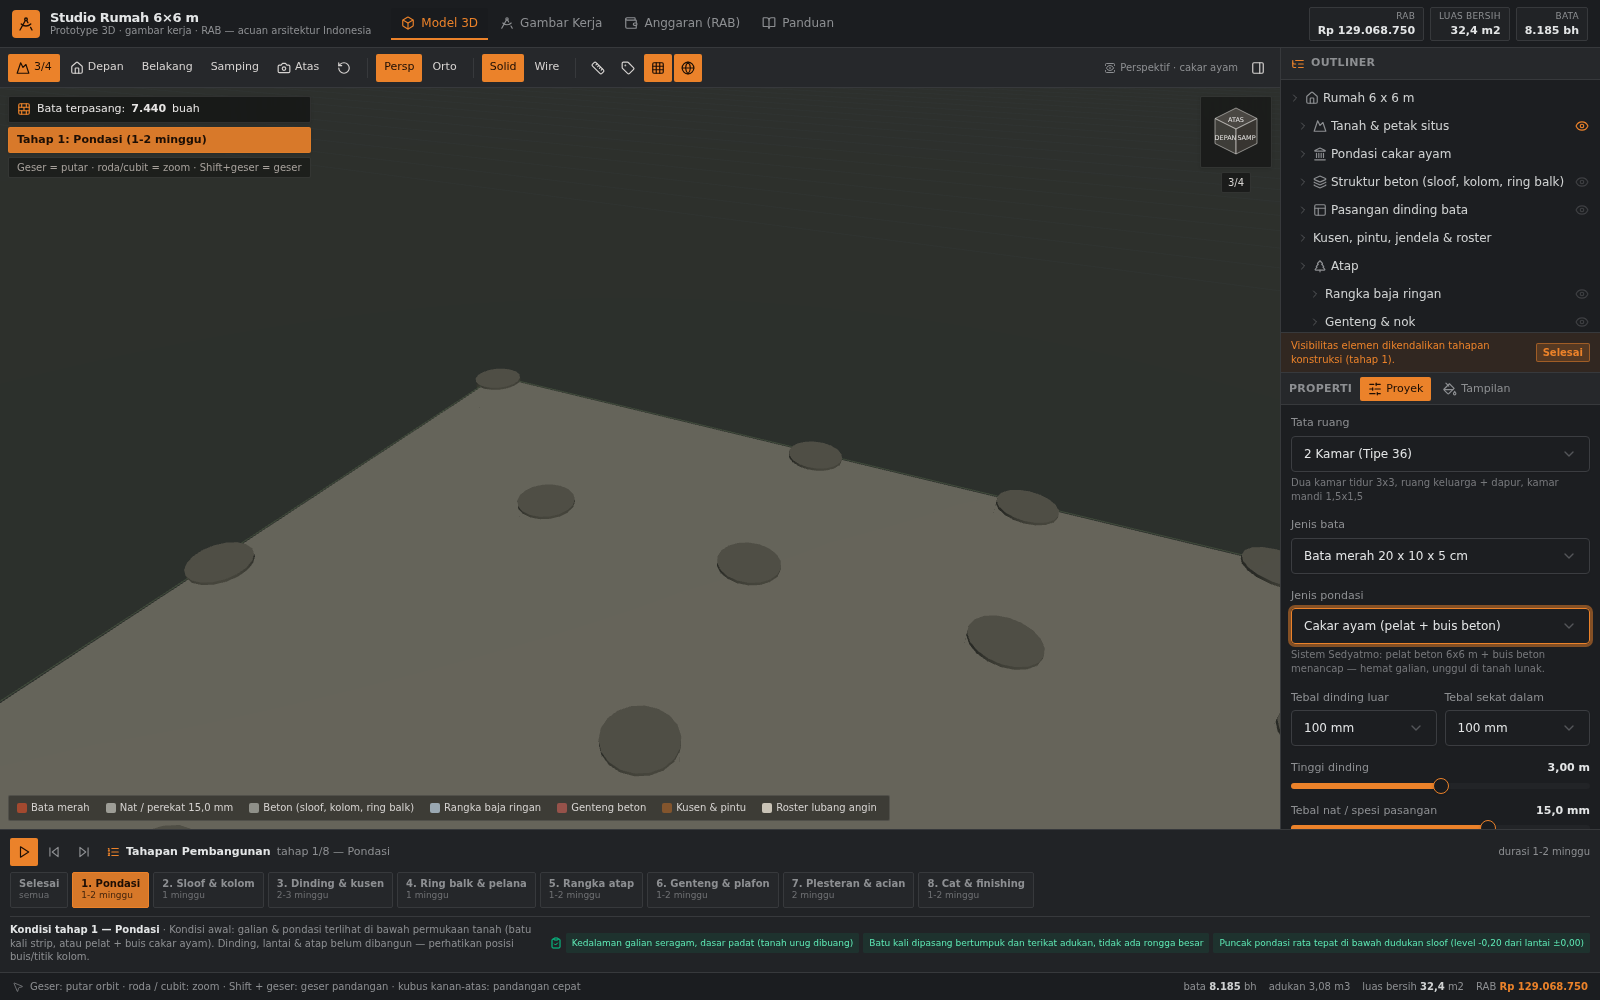 Studio Rumah 6×6 m
Prototype 3D · gambar kerja · RAB — acuan arsitektur Indonesia
Model 3D
Gambar Kerja
Anggaran (RAB)
Panduan
RAB
Rp 129.068.750
LUAS BERSIH
32,4 m2
BATA
8.185 bh
3/4
Depan
Belakang
Samping
Atas
Persp
Orto
Solid
Wire
Perspektif · cakar ayam
Bata terpasang: 7.440 buah
Tahap 1: Pondasi (1-2 minggu)
Geser = putar · roda/cubit = zoom · Shift+geser = geser
ATAS
DEPAN
SAMP
3/4
OUTLINER
Rumah 6 x 6 m
Tanah & petak situs
Pondasi cakar ayam
Struktur beton (sloof, kolom, ring balk)
Pasangan dinding bata
Kusen, pintu, jendela & roster
Atap
Rangka baja ringan
Genteng & nok
Visibilitas elemen dikendalikan tahapan
konstruksi (tahap 1).
Selesai
PROPERTI
Proyek
Tampilan
Tata ruang
2 Kamar (Tipe 36)
Dua kamar tidur 3x3, ruang keluarga + dapur, kamar
mandi 1,5x1,5
Jenis bata
Bata merah 20 x 10 x 5 cm
Jenis pondasi
Cakar ayam (pelat + buis beton)
Sistem Sedyatmo: pelat beton 6x6 m + buis beton
menancap — hemat galian, unggul di tanah lunak.
Tebal dinding luar
Tebal sekat dalam
100 mm
100 mm
Tinggi dinding
3,00 m
Tebal nat / spesi pasangan
15,0 mm
Bata merah
Nat / perekat 15,0 mm
Beton (sloof, kolom, ring balk)
Rangka baja ringan
Genteng beton
Kusen & pintu
Roster lubang angin
Tahapan Pembangunan
tahap 1/8 — Pondasi
durasi 1-2 minggu
Selesai
semua
1. Pondasi
1-2 minggu
2. Sloof & kolom
1 minggu
3. Dinding & kusen
2-3 minggu
4. Ring balk & pelana
1 minggu
5. Rangka atap
1-2 minggu
6. Genteng & plafon
1-2 minggu
7. Plesteran & acian
2 minggu
8. Cat & finishing
1-2 minggu
Kondisi tahap 1 — Pondasi · Kondisi awal: galian & pondasi terlihat di bawah permukaan tanah (batu
kali strip, atau pelat + buis cakar ayam). Dinding, lantai & atap belum dibangun — perhatikan posisi
buis/titik kolom.
Kedalaman galian seragam, dasar padat (tanah urug dibuang)
Batu kali dipasang bertumpuk dan terikat adukan, tidak ada rongga besar
Puncak pondasi rata tepat di bawah dudukan sloof (level -0,20 dari lantai ±0,00)
Geser: putar orbit · roda / cubit: zoom · Shift + geser: geser pandangan · kubus kanan-atas: pandangan cepat
bata 8.185 bh
adukan 3,08 m3
luas bersih 32,4 m2
RAB Rp 129.068.750